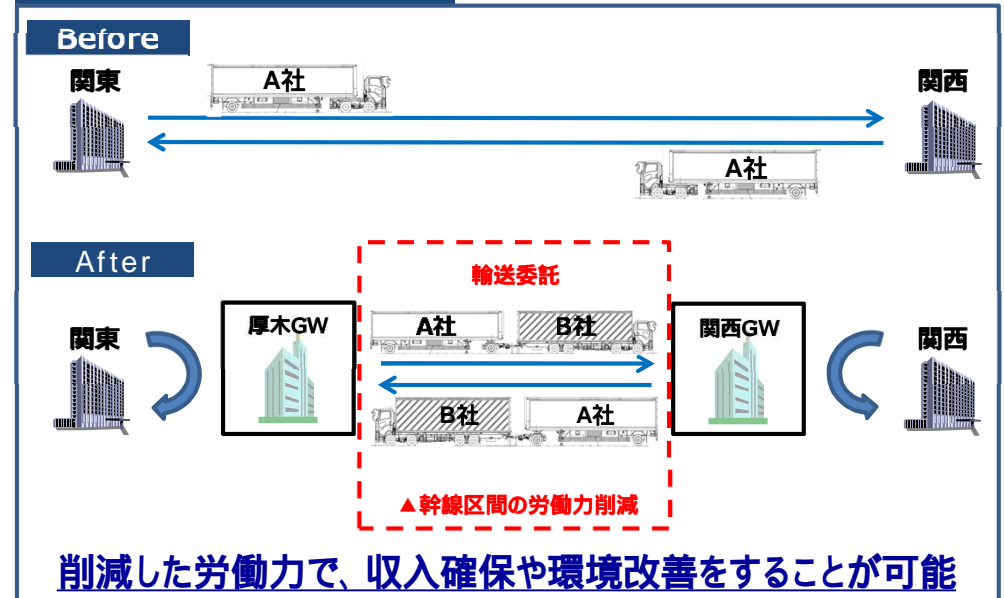 Before
関東
A社
関西
A社
After
輸送委託
関東
厚木GW
A社
B社
関西GW
関西
B社
A社
▲幹線区間の労働力削減
削減した労働力で、収入確保や環境改善をすることが可能